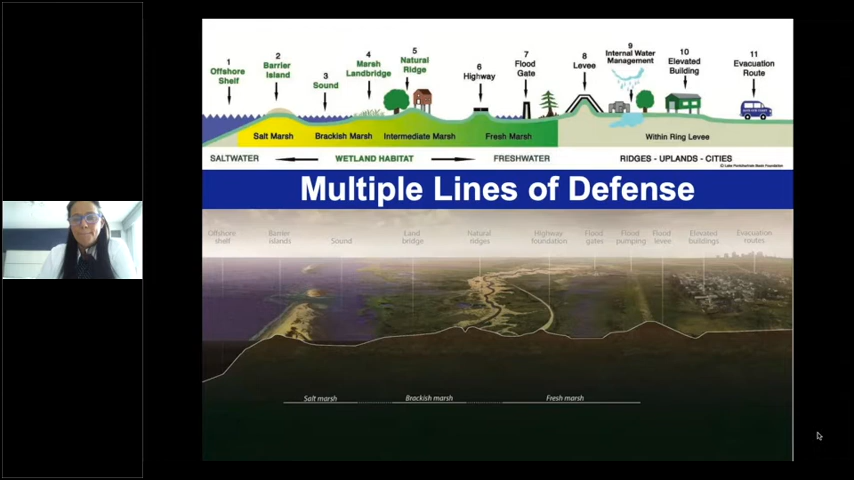 1
Offshore
Shelf
2
Barrier
Island
3
Sound
4
Marsh
Landbridge
5
Natural
Ridge
6
Highway
7
Flood
Gate
8
Levee
9
Internal Water
Management
10
Elevated
Building
11
Evacuation
Route
Salt Marsh
Brackish Marsh
Intermediate Marsh
Fresh Marsh
Within Ring Levee
SALTWATER
WETLAND HABITAT
FRESHWATER
RIDGES - UPLANDS - CITIES
© Lake Pontchartrain Basin Foundation
Multiple Lines of Defense
Offshore
shelf
Barrier
islands
Sound
Land
bridge
Natural
ridges
Highway
foundation
Flood
gates
Flood
pumping
Flood
levee
Elevated
buildings
Evacuation
routes
Salt marsh
Brackish marsh
Fresh marsh